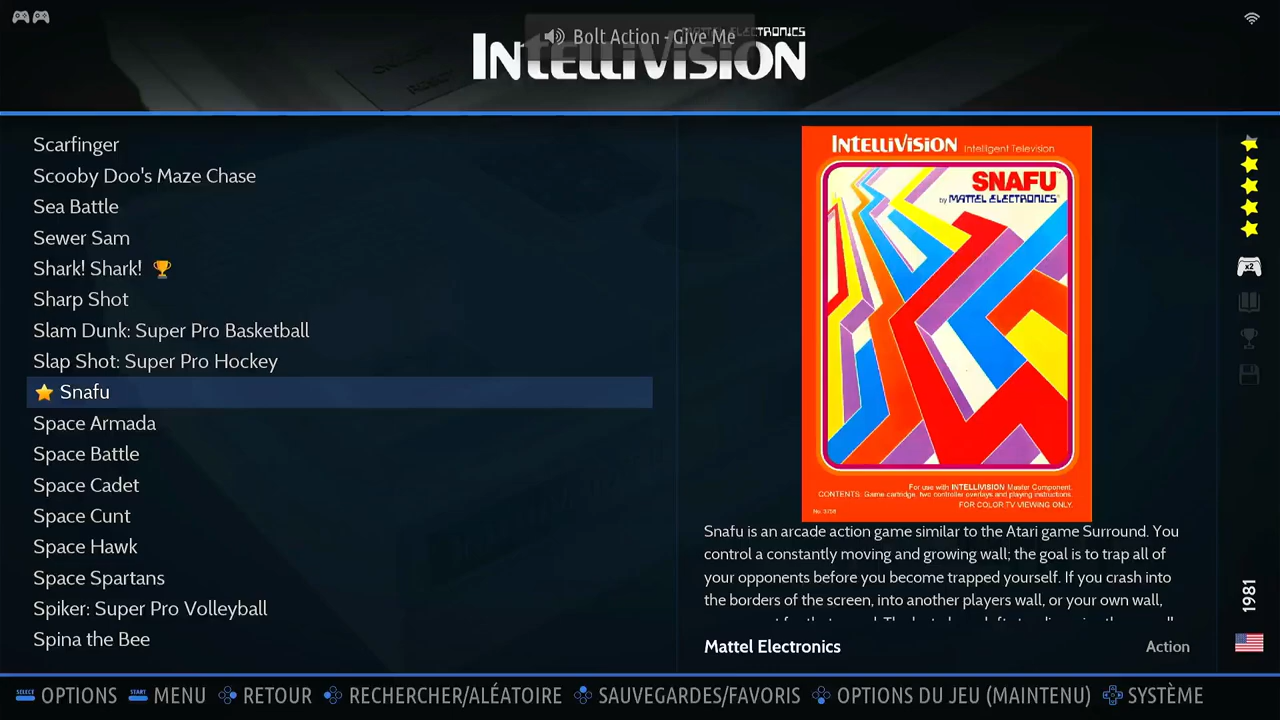 Bolt Action - Give Me
MATTEL ELECTRONICS
INTELLIVISION
Scarfinger
Scooby Doo's Maze Chase
Sea Battle
Sewer Sam
Shark! Shark!
Sharp Shot
Slam Dunk: Super Pro Basketball
Slap Shot: Super Pro Hockey
Snafu
Space Armada
Space Battle
Space Cadet
Space Cunt
Space Hawk
Space Spartans
Spiker: Super Pro Volleyball
Spina the Bee
INTELLIVISION Intelligent Television
SNAFU
by MATTEL ELECTRONICS
For use with INTELLIVISION Master Component.
CONTENTS: Game cartridge, two controller overlays and playing instructions.
FOR COLOR TV VIEWING ONLY.
No. 3758
x2
Snafu is an arcade action game similar to the Atari game Surround. You
control a constantly moving and growing wall; the goal is to trap all of
your opponents before you become trapped yourself. If you crash into
the borders of the screen, into another players wall, or your own wall,
1981
Mattel Electronics
Action
SELECT OPTIONS START MENU RETOUR RECHERCHER/ALÉATOIRE SAUVEGARDES/FAVORIS OPTIONS DU JEU (MAINTENU) SYSTÈME